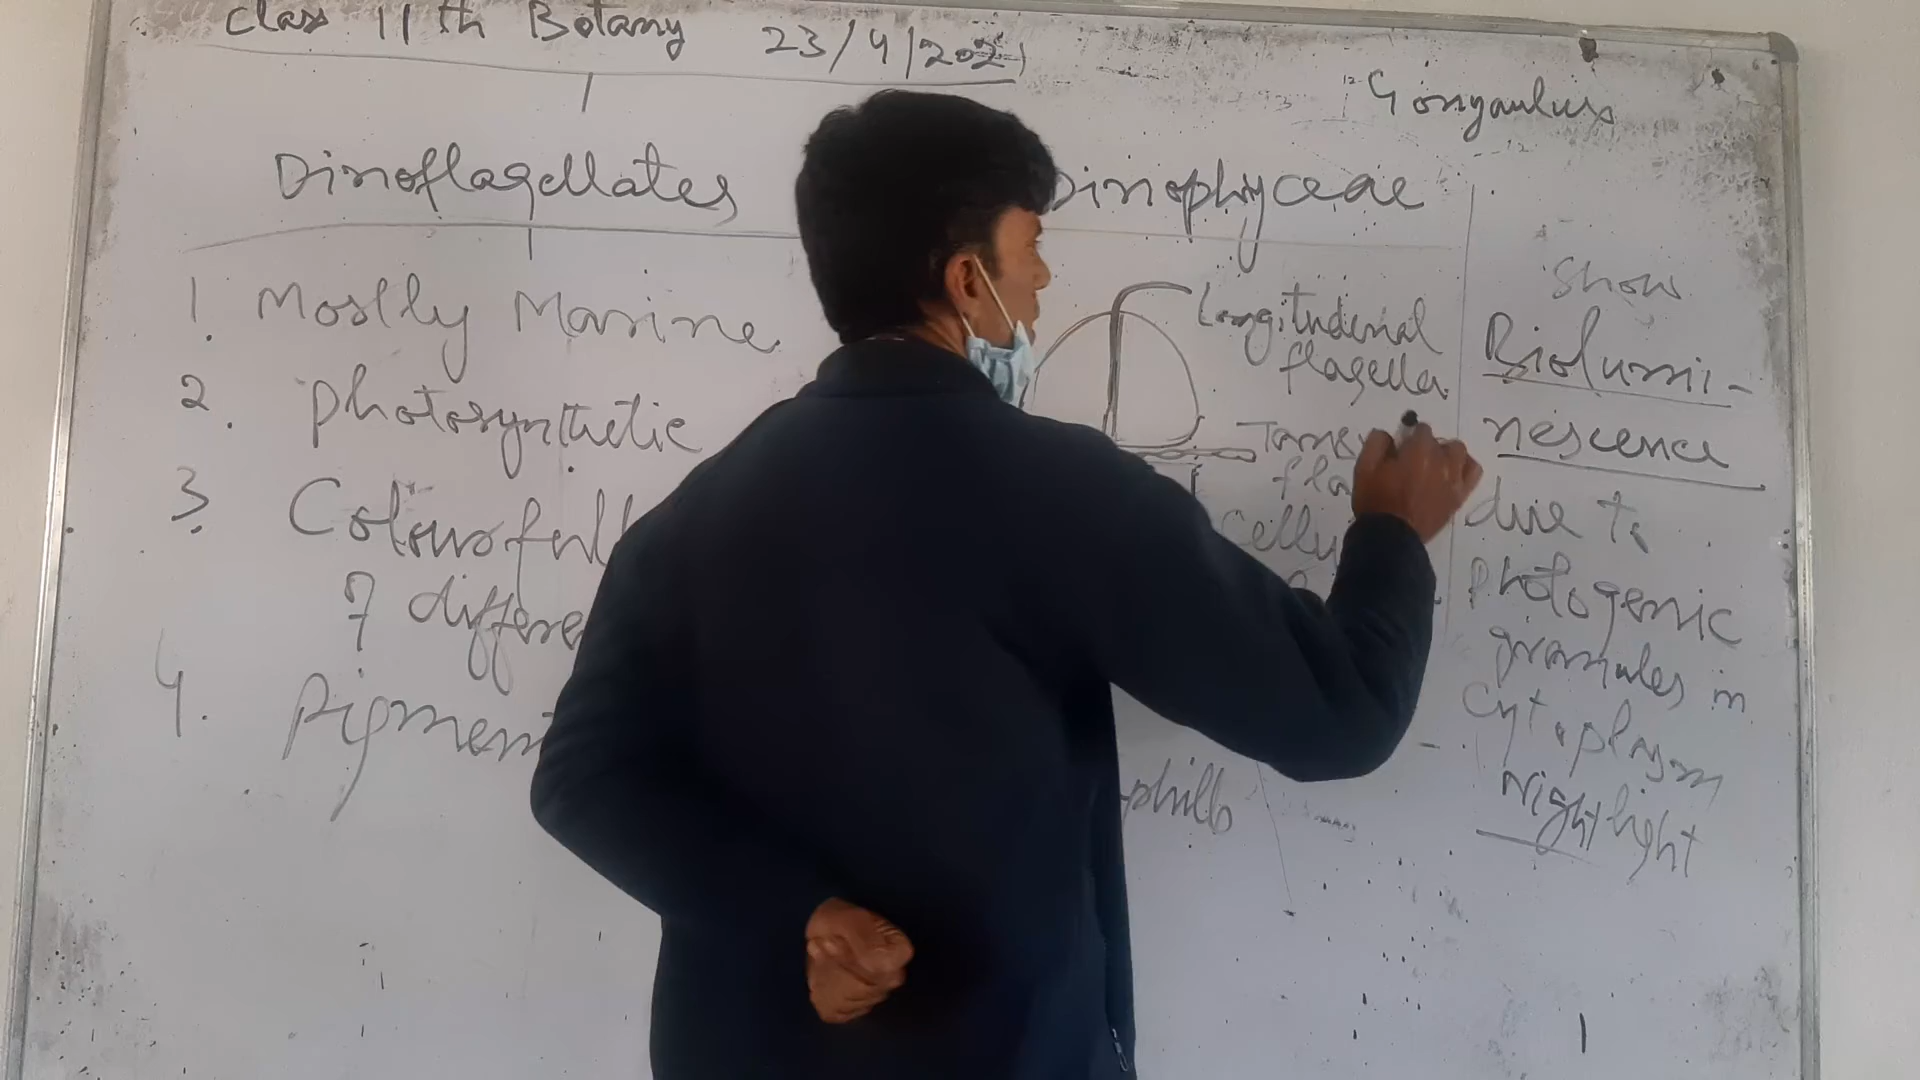 Class 11th Botany 23/4/2021
Gonyaulux
Dinoflagellates
Dinophyceae
1. Mostly Marine
2. Photosynthetic
3. Colourfull
7 differe
4. Pigment
Longitudinal
flagella
Show
Biolumi-
nescence
due to
Photogenic
granules in
Cytoplasm
Night light